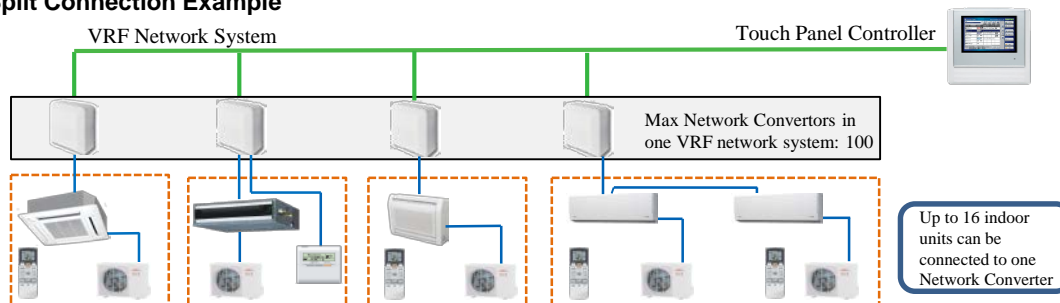 Split Connection Example
VRF Network System
Touch Panel Controller
Max Network Convertors in
one VRF network system: 100
Up to 16 indoor
units can be
connected to one
Network Converter